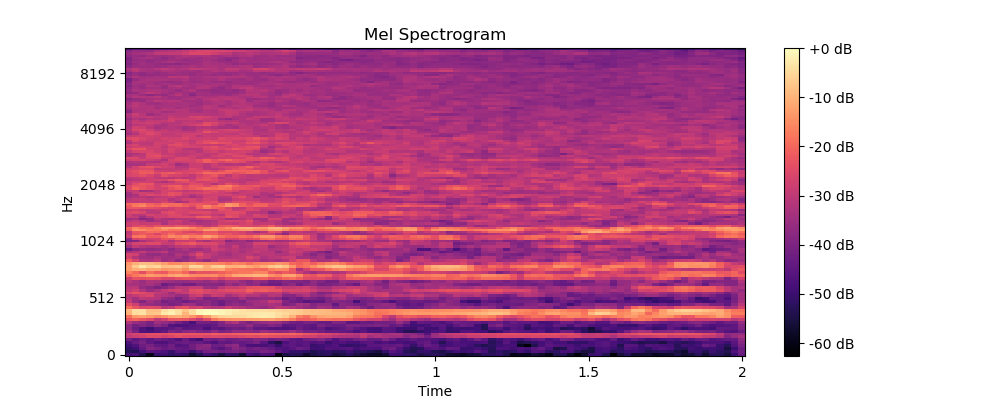 Mel Spectrogram
Hz
8192
4096
2048
1024
512
0
0 0.5 1 1.5 2
Time
+0 dB
-10 dB
-20 dB
-30 dB
-40 dB
-50 dB
-60 dB